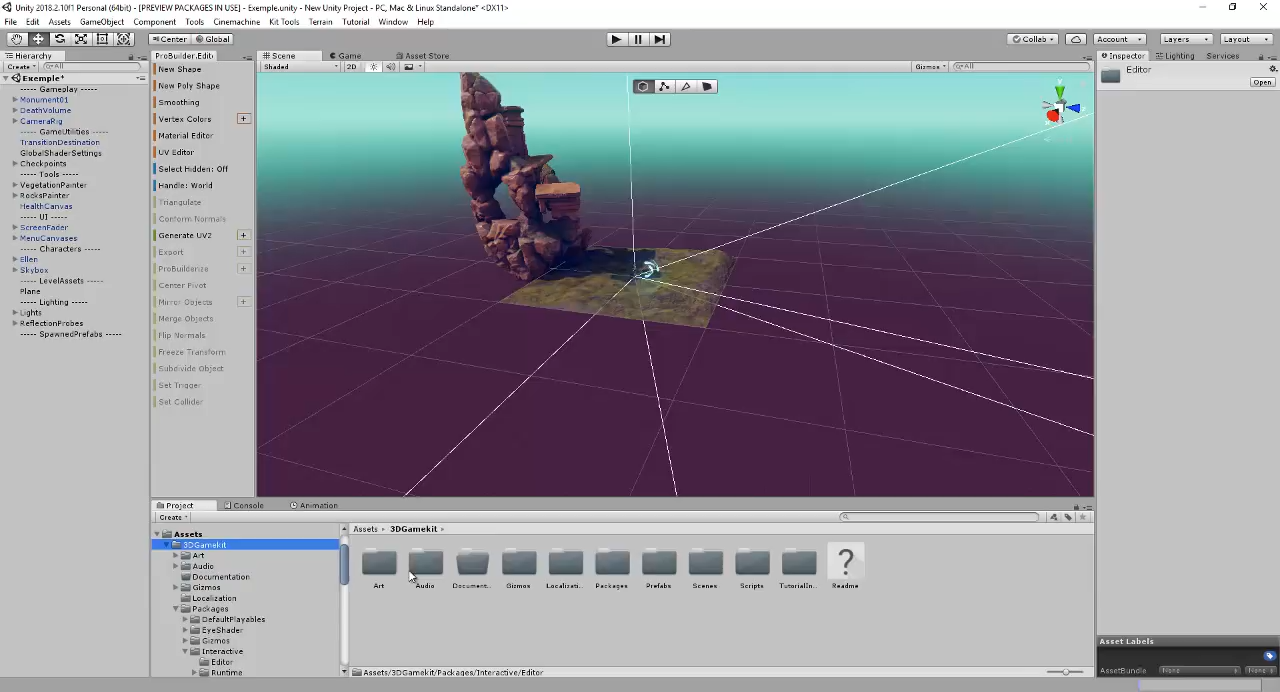 Unity 2018.2.10f1 Personal (64bit) - [PREVIEW PACKAGES IN USE] - Exemple.unity - New Unity Project - PC, Mac & Linux Standalone* <DX11>
File Edit Assets GameObject Component Tools Cinemachine Kit Tools Terrain Tutorial Window Help
Center Global Collab Account Layers Layout
Hierarchy ProBuilder.Edit Scene Game Asset Store Inspector Lighting Services
Create All Shaded 2D Gizmos All
Exemple*
----- Gameplay -----
Monument01
DeathVolume
CameraRig
----- GameUtilities -----
TransitionDestination
GlobalShaderSettings
Checkpoints
----- Tools -----
VegetationPainter
RocksPainter
HealthCanvas
----- UI -----
ScreenFader
MenuCanvases
----- Characters -----
Ellen
Skybox
----- LevelAssets -----
Plane
----- Lighting -----
Lights
ReflectionProbes
----- SpawnedPrefabs -----
New Shape
New Poly Shape
Smoothing
Vertex Colors +
Material Editor
UV Editor
Select Hidden: Off
Handle: World
Triangulate
Conform Normals
Generate UV2 +
Export +
ProBuilderize +
Center Pivot
Mirror Objects +
Merge Objects
Flip Normals
Freeze Transform
Subdivide Object
Set Trigger
Set Collider
Editor
Open
Project Console Animation
Create
Assets
3DGamekit
Art
Audio
Documentation
Gizmos
Localization
Packages
DefaultPlayables
EyeShader
Gizmos
Interactive
Editor
Runtime
Assets 3DGamekit
Art Audio Document... Gizmos Localizati... Packages Prefabs Scenes Scripts TutorialIn... Readme
Assets/3DGamekit/Packages/Interactive/Editor
Asset Labels
AssetBundle None None